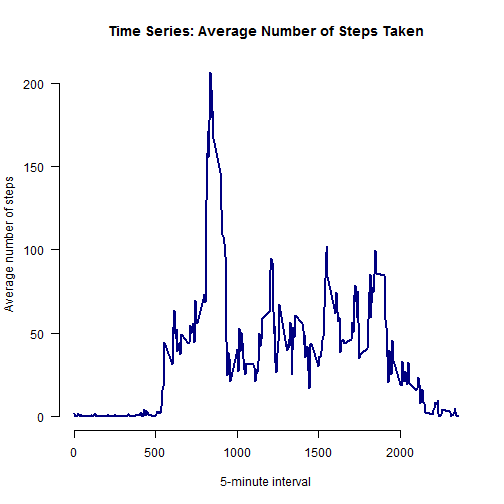 Time Series: Average Number of Steps Taken
Average number of steps
200
150
100
50
0
0 500 1000 1500 2000
5-minute interval